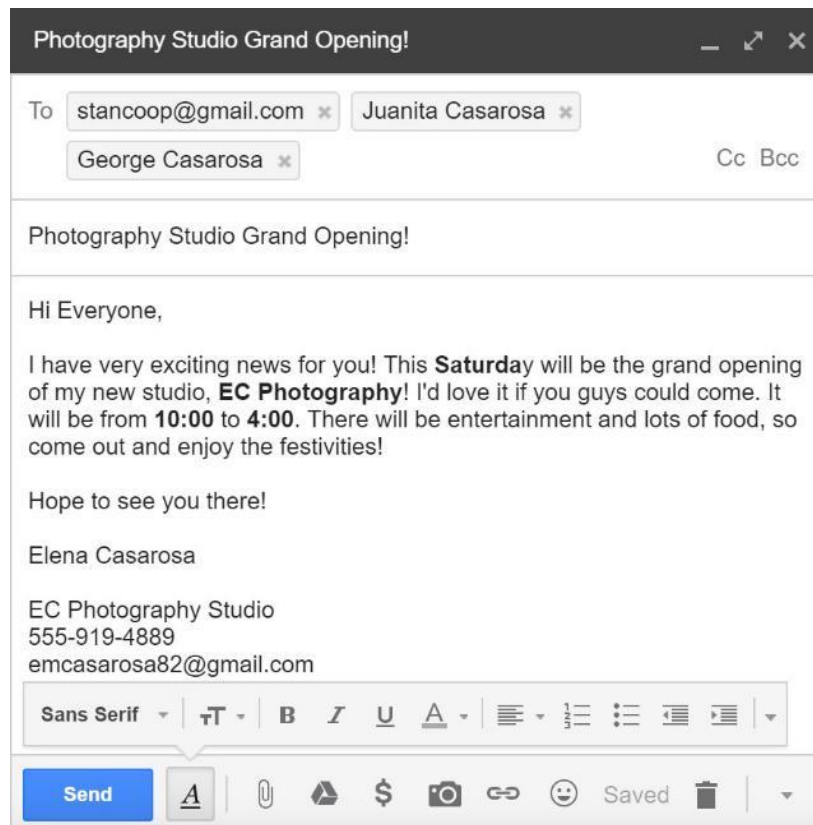 Photography Studio Grand Opening!
To stancoop@gmail.com Juanita Casarosa
George Casarosa Cc Bcc
Photography Studio Grand Opening!
Hi Everyone,
I have very exciting news for you! This Saturday will be the grand opening
of my new studio, EC Photography! I'd love it if you guys could come. It
will be from 10:00 to 4:00. There will be entertainment and lots of food, so
come out and enjoy the festivities!
Hope to see you there!
Elena Casarosa
EC Photography Studio
555-919-4889
emcasarosa82@gmail.com
Sans Serif TT B I U A
Send A $ Saved